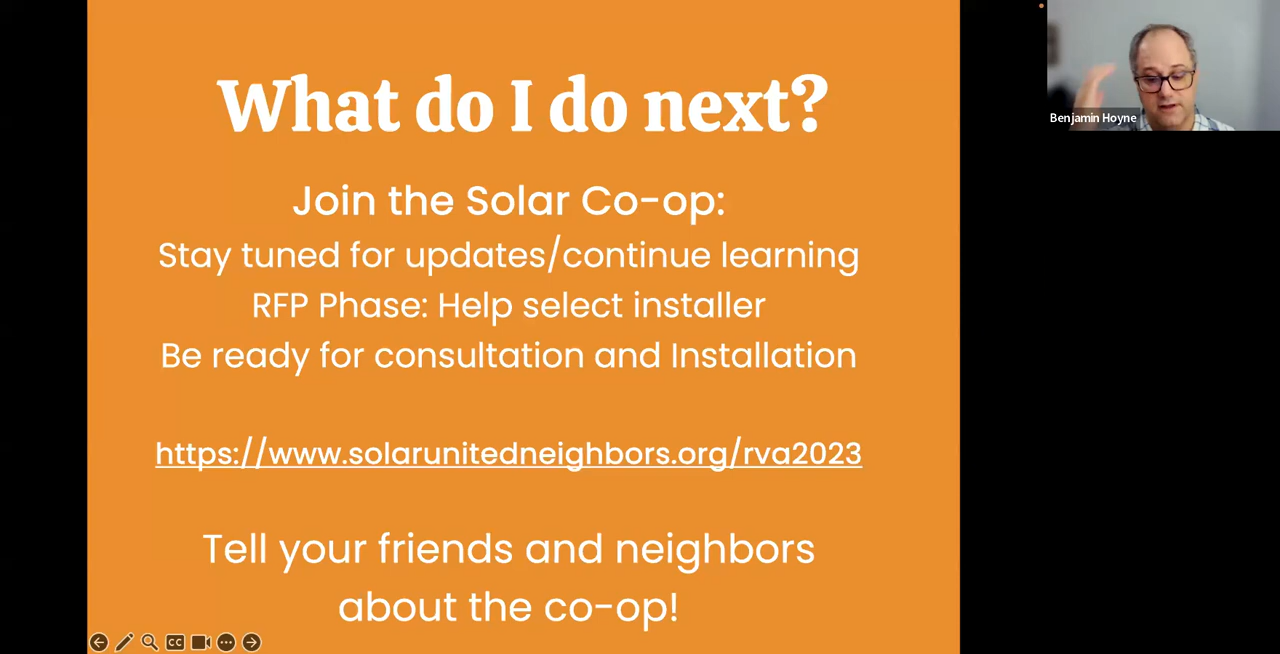 What do I do next?
Join the Solar Co-op:
Stay tuned for updates/continue learning
RFP Phase: Help select installer
Be ready for consultation and Installation
https://www.solarunitedneighbors.org/rva2023
Tell your friends and neighbors
about the co-op!
CC
Benjamin Hoyne